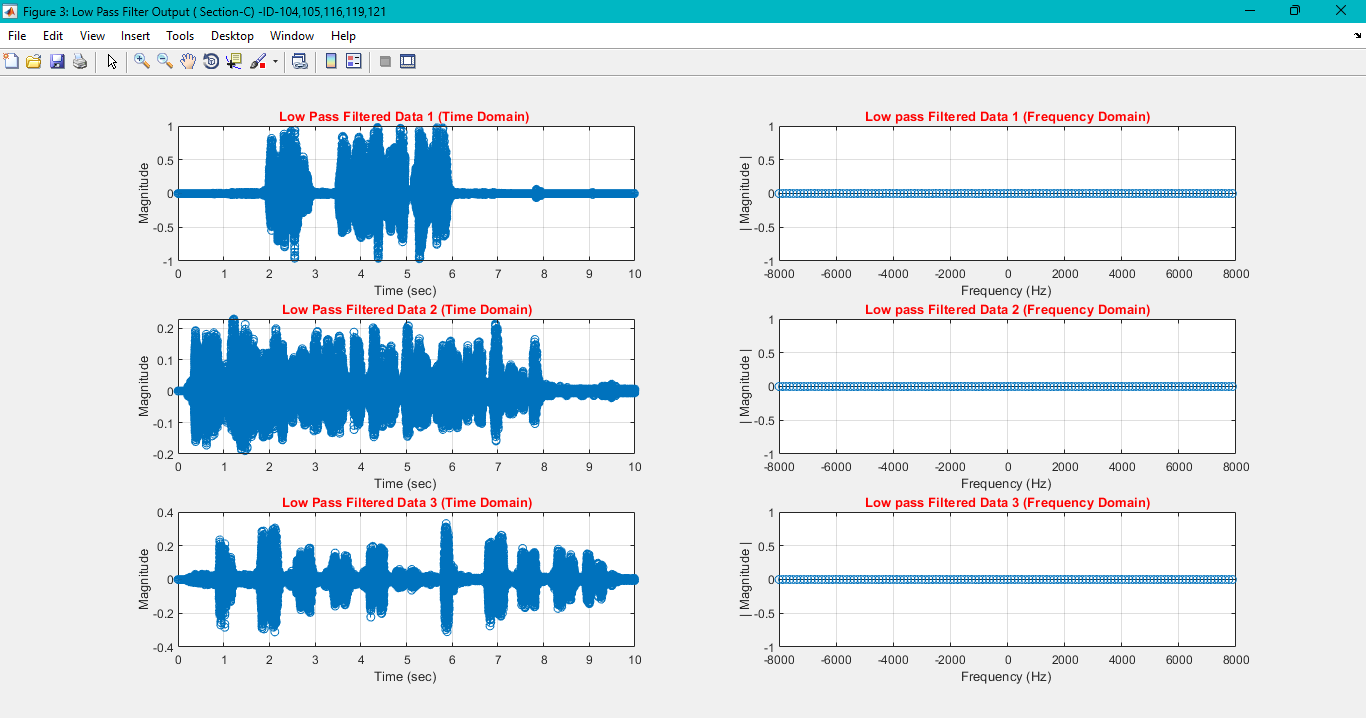 Figure 3: Low Pass Filter Output ( Section-C) -ID-104,105,116,119,121
File Edit View Insert Tools Desktop Window Help
Low Pass Filtered Data 1 (Time Domain)
1
0.5
0
-0.5
-1
Magnitude
0 1 2 3 4 5 6 7 8 9 10
Time (sec)
Low pass Filtered Data 1 (Frequency Domain)
1
0.5
0
-0.5
-1
| Magnitude |
-8000 -6000 -4000 -2000 0 2000 4000 6000 8000
Frequency (Hz)
Low Pass Filtered Data 2 (Time Domain)
0.2
0.1
0
-0.1
-0.2
Magnitude
0 1 2 3 4 5 6 7 8 9 10
Time (sec)
Low pass Filtered Data 2 (Frequency Domain)
1
0.5
0
-0.5
-1
| Magnitude |
-8000 -6000 -4000 -2000 0 2000 4000 6000 8000
Frequency (Hz)
Low Pass Filtered Data 3 (Time Domain)
0.4
0.2
0
-0.2
-0.4
Magnitude
0 1 2 3 4 5 6 7 8 9 10
Time (sec)
Low pass Filtered Data 3 (Frequency Domain)
1
0.5
0
-0.5
-1
| Magnitude |
-8000 -6000 -4000 -2000 0 2000 4000 6000 8000
Frequency (Hz)